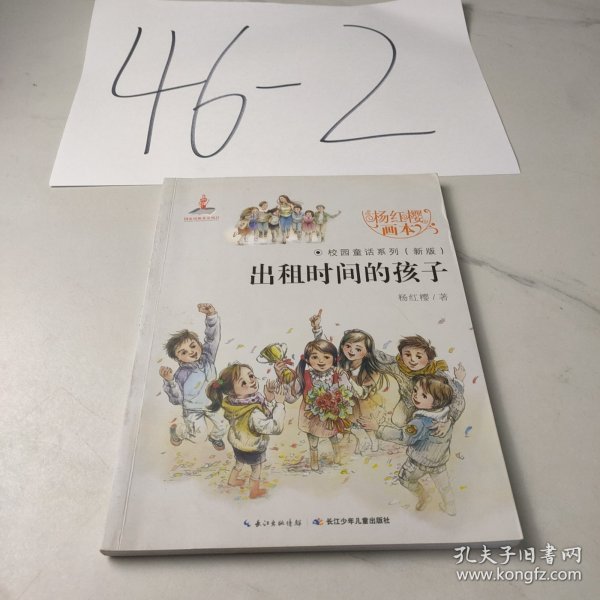 46-2
杨红樱
画本
校园童话系列（新版）
出租时间的孩子
杨红樱/著
长江出版传媒 长江少年儿童出版社
孔夫子旧书网
www.kongfz.com